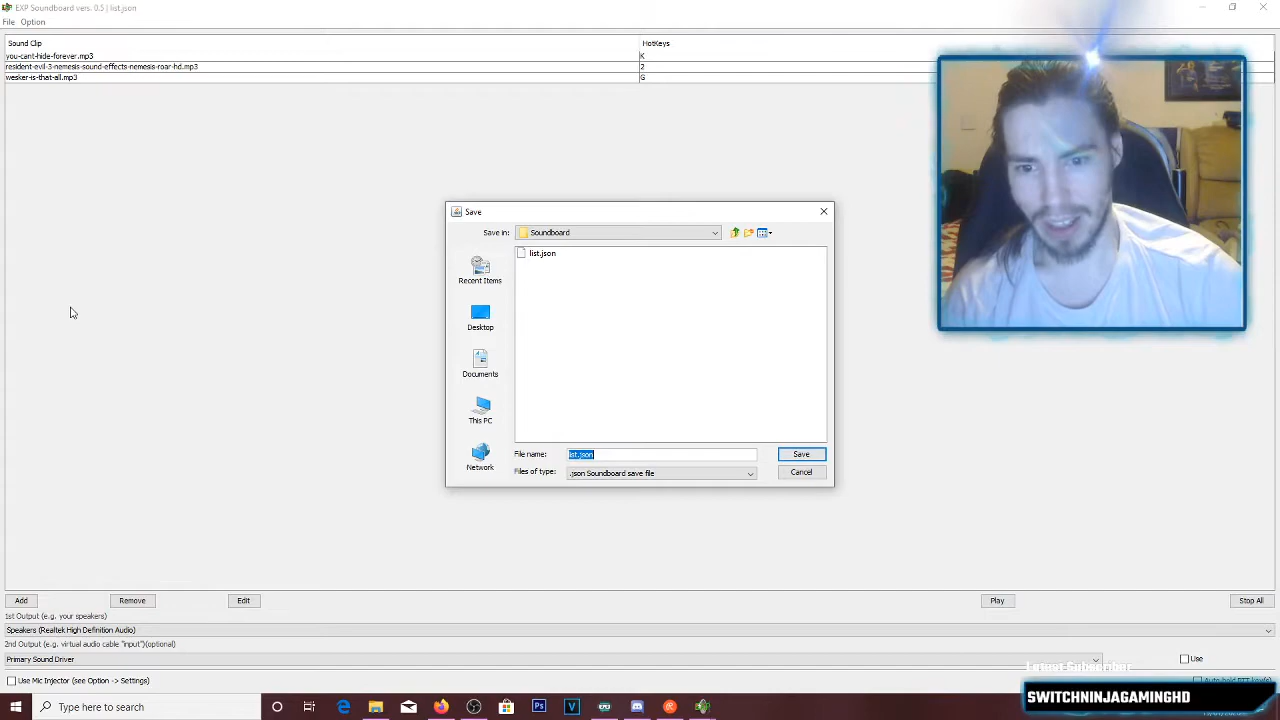 EXP Soundboard vers. 0.5 | list.json
File Option
Sound Clip HotKeys
you-cant-hide-forever.mp3 K
resident-evil-3-nemesis-sound-effects-nemesis-roar-hd.mp3 2
wesker-is-that-all.mp3 G
Save
Save in: Soundboard
list.json
Recent Items
Desktop
Documents
This PC
Network
File name: list.json Save
Files of type: .json Soundboard save file Cancel
Add Remove Edit Play Stop All
1st Output (e.g. your speakers)
Speakers (Realtek High Definition Audio)
2nd Output (e.g. virtual audio cable "input")(optional)
Primary Sound Driver Use
Latest Subscriber
Use Mic Injector (see Option -> Settings)
SWITCHNINJAGAMINGHD
Type here to search